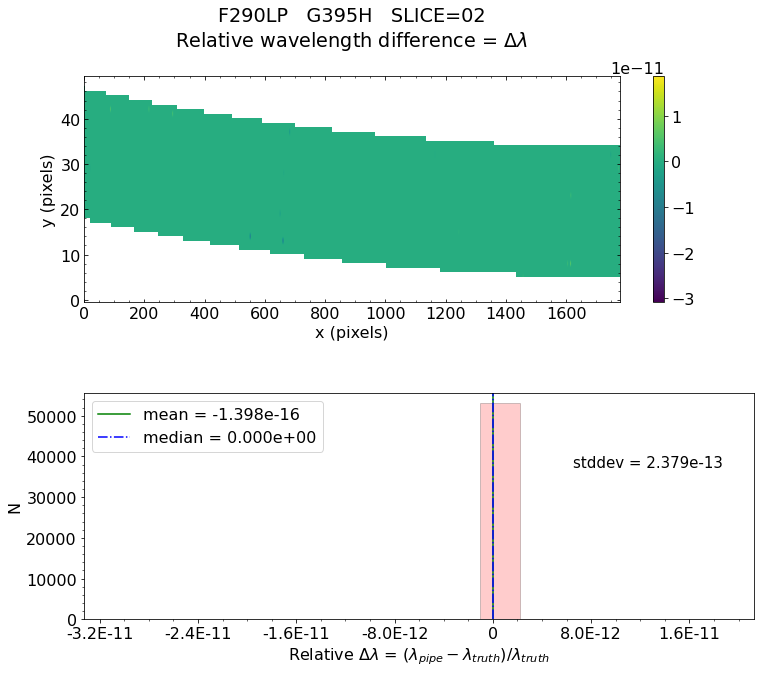 F290LP G395H SLICE=02
Relative wavelength difference = Δλ
1e−11
40
30
20
10
0
y (pixels)
0 200 400 600 800 1000 1200 1400 1600
x (pixels)
1
0
−1
−2
−3
mean = -1.398e-16
median = 0.000e+00
stddev = 2.379e-13
50000
40000
30000
20000
10000
0
N
-3.2E-11 -2.4E-11 -1.6E-11 -8.0E-12 0 8.0E-12 1.6E-11
Relative Δλ = (λpipe − λtruth)/λtruth